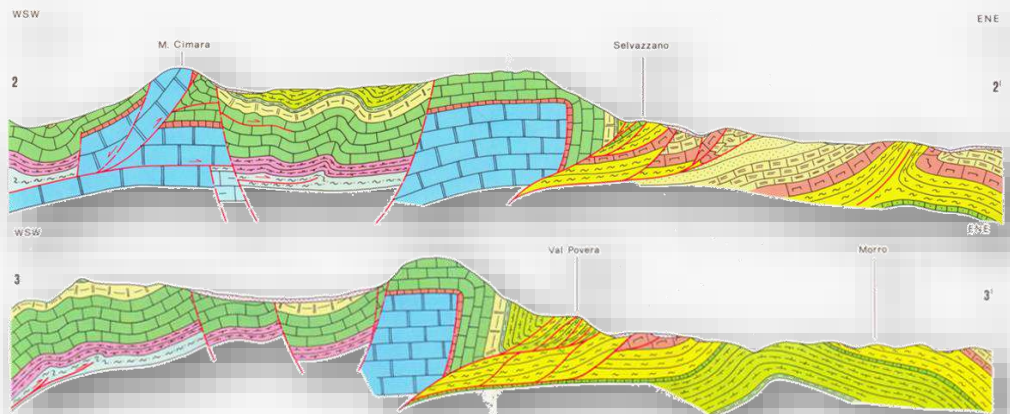 WSW
ENE
M. Cimara
Selvazzano
2
2'
WSW
ENE
Val Povera
Morro
3
3'